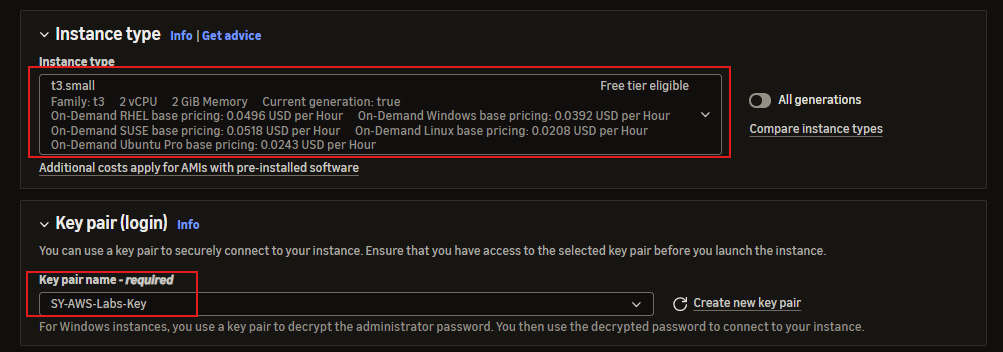 Instance type Info | Get advice
Instance type
t3.small Free tier eligible
Family: t3 2 vCPU 2 GiB Memory Current generation: true
On-Demand RHEL base pricing: 0.0496 USD per Hour On-Demand Windows base pricing: 0.0392 USD per Hour
On-Demand SUSE base pricing: 0.0518 USD per Hour On-Demand Linux base pricing: 0.0208 USD per Hour
On-Demand Ubuntu Pro base pricing: 0.0243 USD per Hour
All generations
Compare instance types
Additional costs apply for AMIs with pre-installed software
Key pair (login) Info
You can use a key pair to securely connect to your instance. Ensure that you have access to the selected key pair before you launch the instance.
Key pair name - required
SY-AWS-Labs-Key
Create new key pair
For Windows instances, you use a key pair to decrypt the administrator password. You then use the decrypted password to connect to your instance.